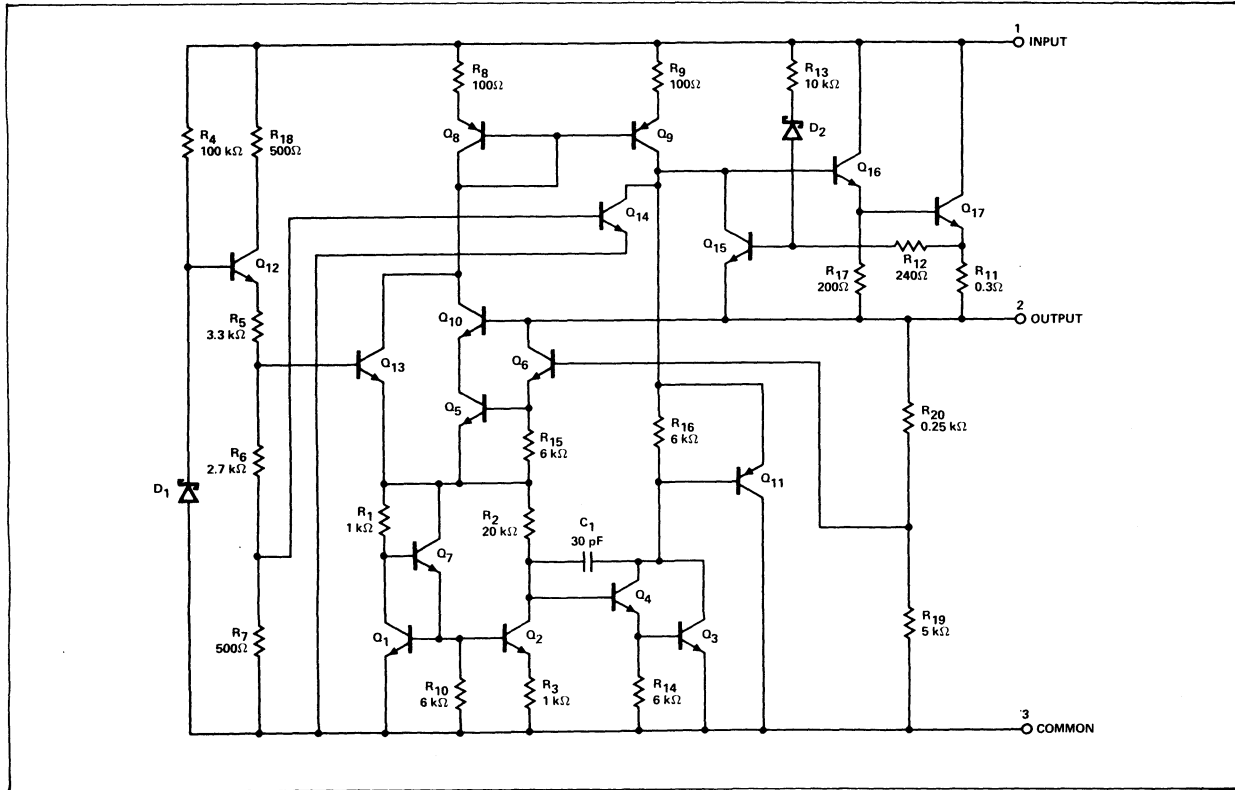 1
INPUT
R8
100Ω
R9
100Ω
R13
10 kΩ
R4
100 kΩ
R18
500Ω
Q8
Q9
D2
Q16
Q14
Q17
Q15
R12
240Ω
Q12
R17
200Ω
R11
0.3Ω
R5
3.3 kΩ
2
OUTPUT
Q10
Q13
Q6
Q5
R20
0.25 kΩ
R16
6 kΩ
R15
6 kΩ
R6
2.7 kΩ
D1
Q11
R1
1 kΩ
R2
20 kΩ
C1
30 pF
Q7
Q4
R7
500Ω
Q1
Q2
Q3
R19
5 kΩ
R10
6 kΩ
R3
1 kΩ
R14
6 kΩ
3
COMMON